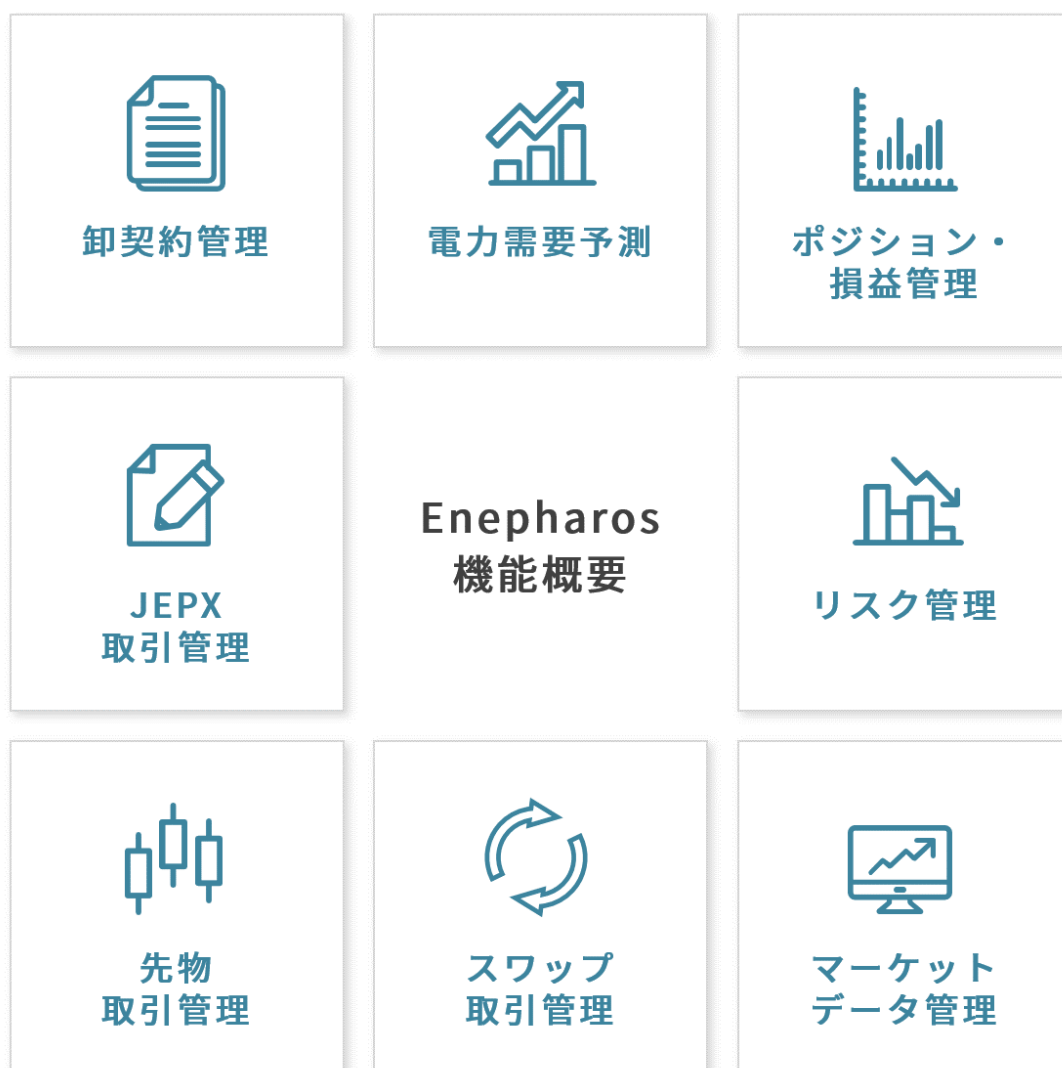 卸契約管理
電力需要予測
ポジション・
損益管理
JEPX
取引管理
Enepharos
機能概要
リスク管理
先物
取引管理
スワップ
取引管理
マーケット
データ管理